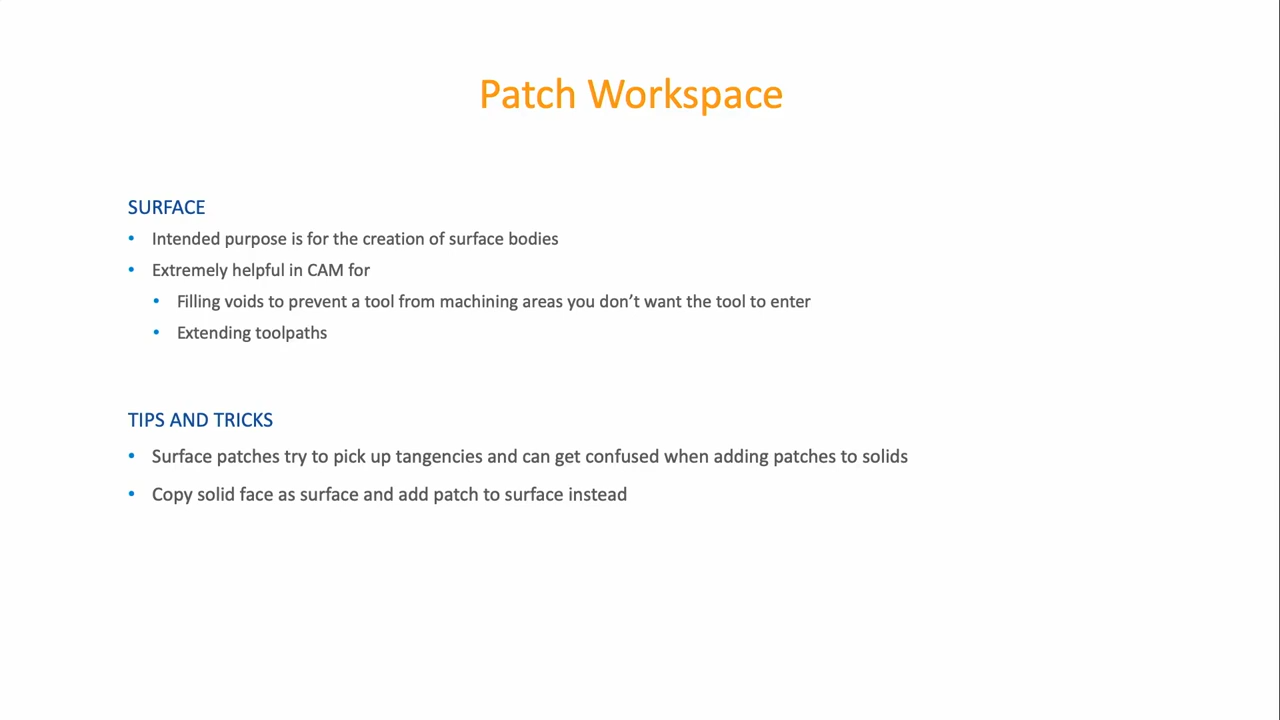 Patch Workspace
SURFACE
• Intended purpose is for the creation of surface bodies
• Extremely helpful in CAM for
• Filling voids to prevent a tool from machining areas you don’t want the tool to enter
• Extending toolpaths
TIPS AND TRICKS
• Surface patches try to pick up tangencies and can get confused when adding patches to solids
• Copy solid face as surface and add patch to surface instead